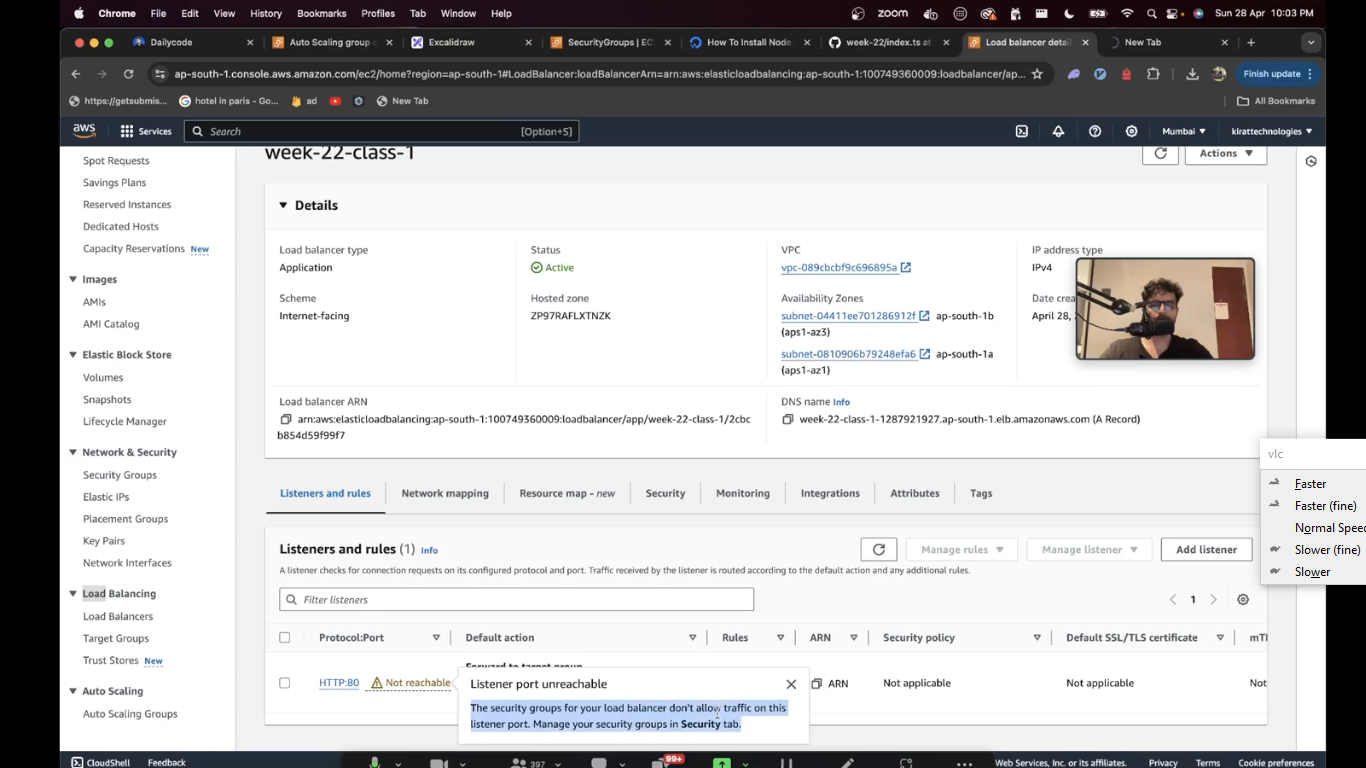 Chrome File Edit View History Bookmarks Profiles Tab Window Help zoom Sun 28 Apr 10:03 PM
Dailycode Auto Scaling group Excalidraw SecurityGroups | EC How To Install Node. week-22/index.ts at Load balancer detai New Tab
ap-south-1.console.aws.amazon.com/ec2/home?region=ap-south-1#LoadBalancer:loadBalancerArn=arn:aws:elasticloadbalancing:ap-south-1:100749360009:loadbalancer/ap... Finish update
https://getsubmis... hotel in paris - Go... ad New Tab All Bookmarks
aws Services Search [Option+S] Mumbai kirattechnologies
Spot Requests
Savings Plans
Reserved Instances
Dedicated Hosts
Capacity Reservations New
Images
AMIs
AMI Catalog
Elastic Block Store
Volumes
Snapshots
Lifecycle Manager
Network & Security
Security Groups
Elastic IPs
Placement Groups
Key Pairs
Network Interfaces
Load Balancing
Load Balancers
Target Groups
Trust Stores New
Auto Scaling
Auto Scaling Groups
week-22-class-1 Actions
Details
Load balancer type
Application
Status
Active
VPC
vpc-089cbcbf9c696895a
IP address type
IPv4
Scheme
Internet-facing
Hosted zone
ZP97RAFLXTNZK
Availability Zones
subnet-04411ee701286912f ap-south-1b
(aps1-az3)
subnet-0810906b79248efa6 ap-south-1a
(aps1-az1)
Date crea
April 28,
Load balancer ARN
arn:aws:elasticloadbalancing:ap-south-1:100749360009:loadbalancer/app/week-22-class-1/2cbc
b854d59f99f7
DNS name Info
week-22-class-1-1287921927.ap-south-1.elb.amazonaws.com (A Record)
Listeners and rules Network mapping Resource map - new Security Monitoring Integrations Attributes Tags
Listeners and rules (1) Info Manage rules Manage listener Add listener
A listener checks for connection requests on its configured protocol and port. Traffic received by the listener is routed according to the default action and any additional rules.
Filter listeners 1
Protocol:Port Default action Rules ARN Security policy Default SSL/TLS certificate mTl
Forward to target group
HTTP:80 Not reachable ARN Not applicable Not applicable Not
Listener port unreachable
The security groups for your load balancer don't allow traffic on this
listener port. Manage your security groups in Security tab.
vlc
Faster
Faster (fine)
Normal Speed
Slower (fine)
Slower
CloudShell Feedback Web Services, Inc. or its affiliates. Privacy Terms Cookie preferences
397 99+